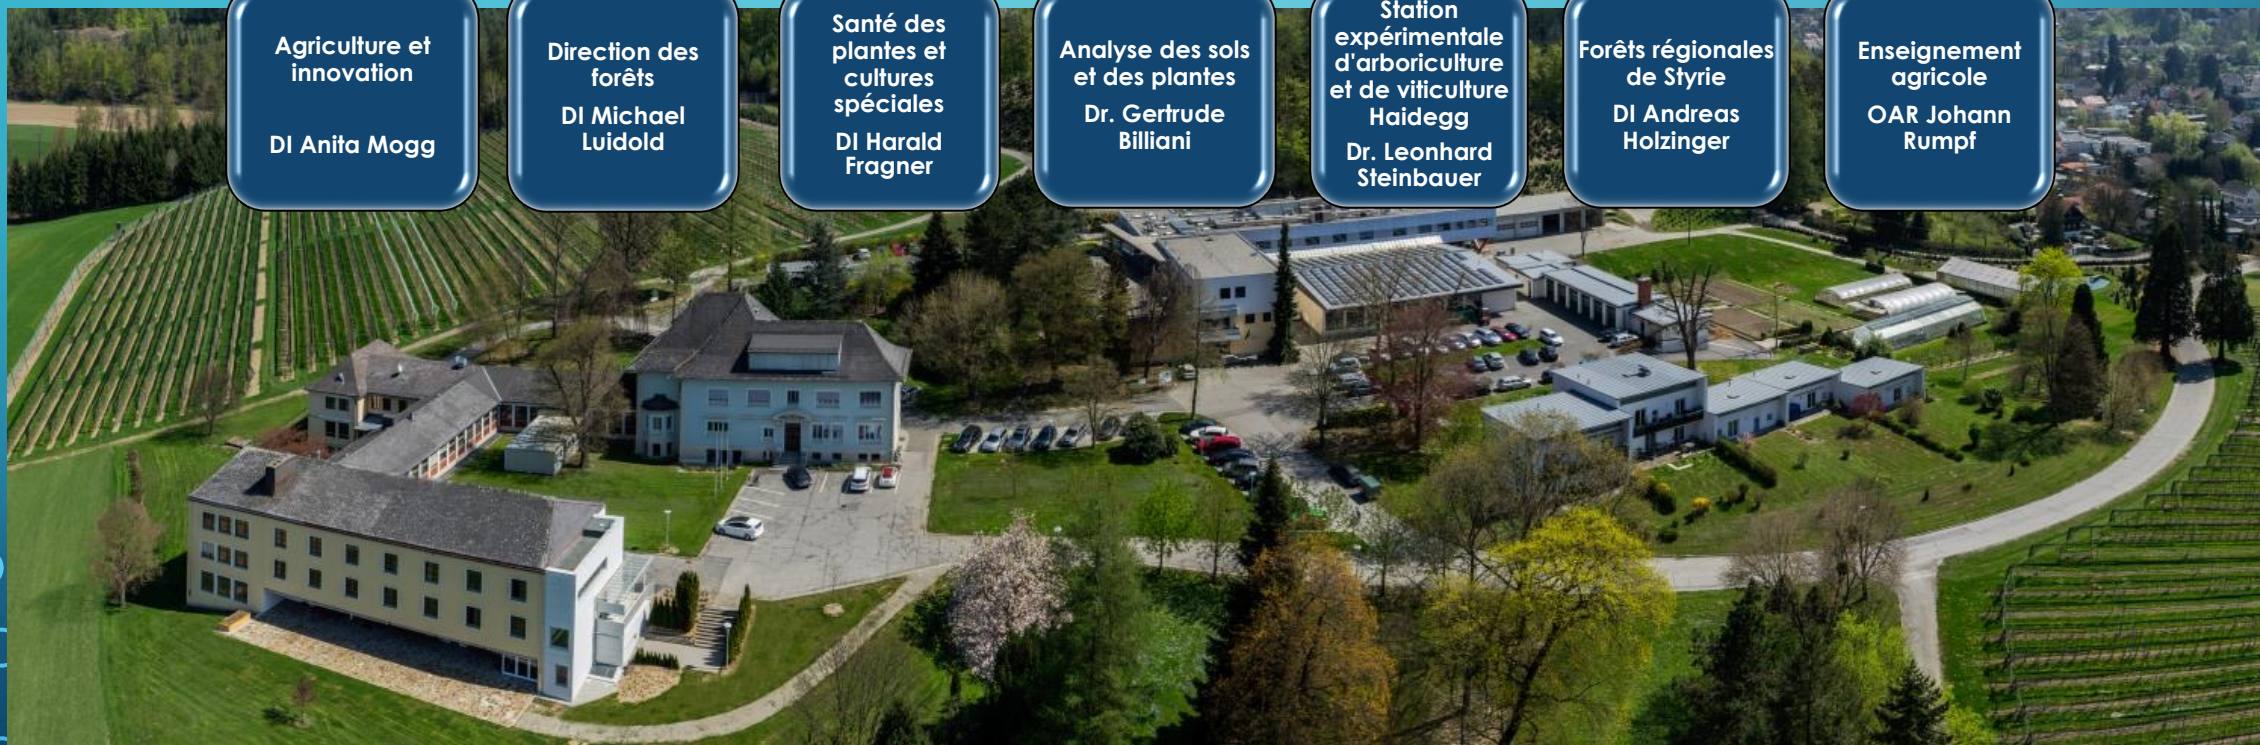 Agriculture et
innovation
DI Anita Mogg
Direction des
forêts
DI Michael
Luidold
Santé des
plantes et
cultures
spéciales
DI Harald
Fragner
Analyse des sols
et des plantes
Dr. Gertrude
Billiani
Station
expérimentale
d'arboriculture
et de viticulture
Haidegg
Dr. Leonhard
Steinbauer
Forêts régionales
de Styrie
DI Andreas
Holzinger
Enseignement
agricole
OAR Johann
Rumpf